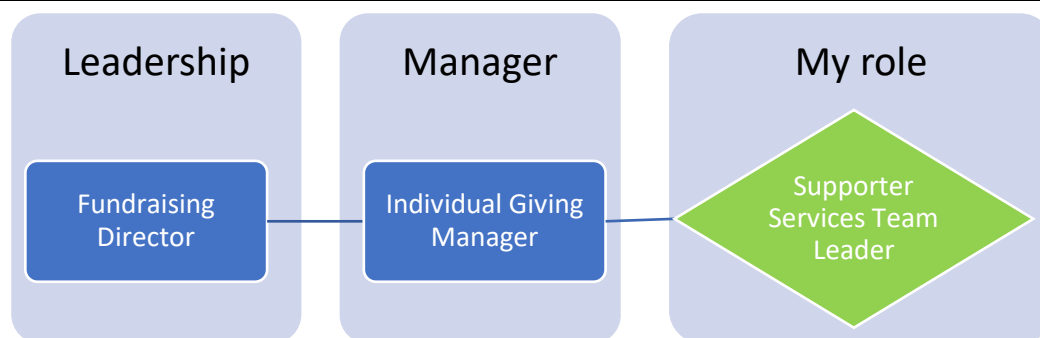 Leadership
Manager
My role
Fundraising
Director
Individual Giving
Manager
Supporter
Services Team
Leader